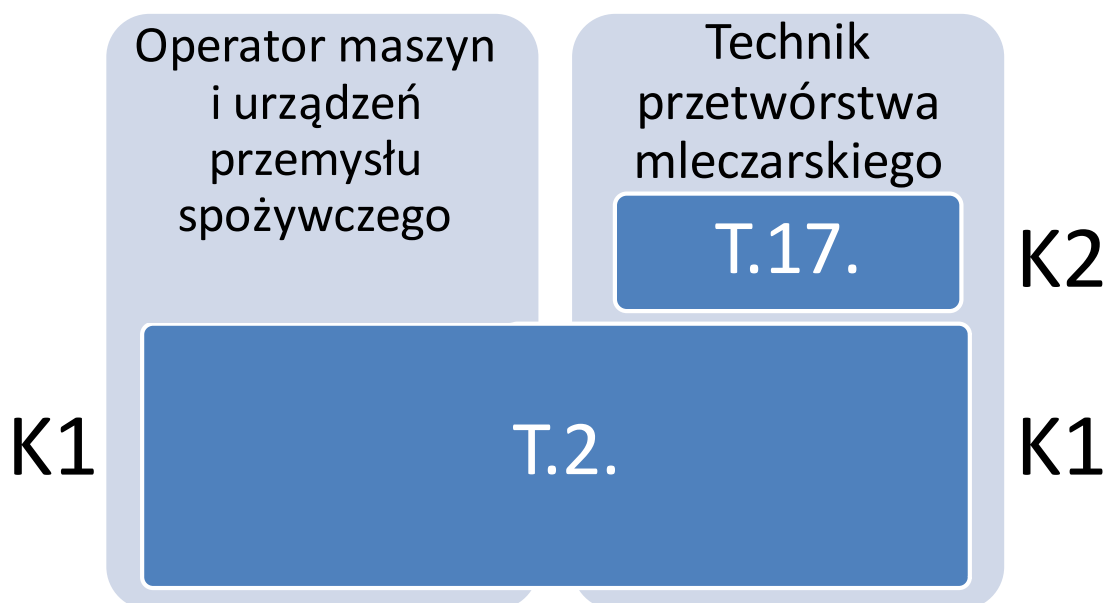 Operator maszyn
i urządzeń
przemysłu
spożywczego
Technik
przetwórstwa
mleczarskiego
T.17.
K2
K1
T.2.
K1